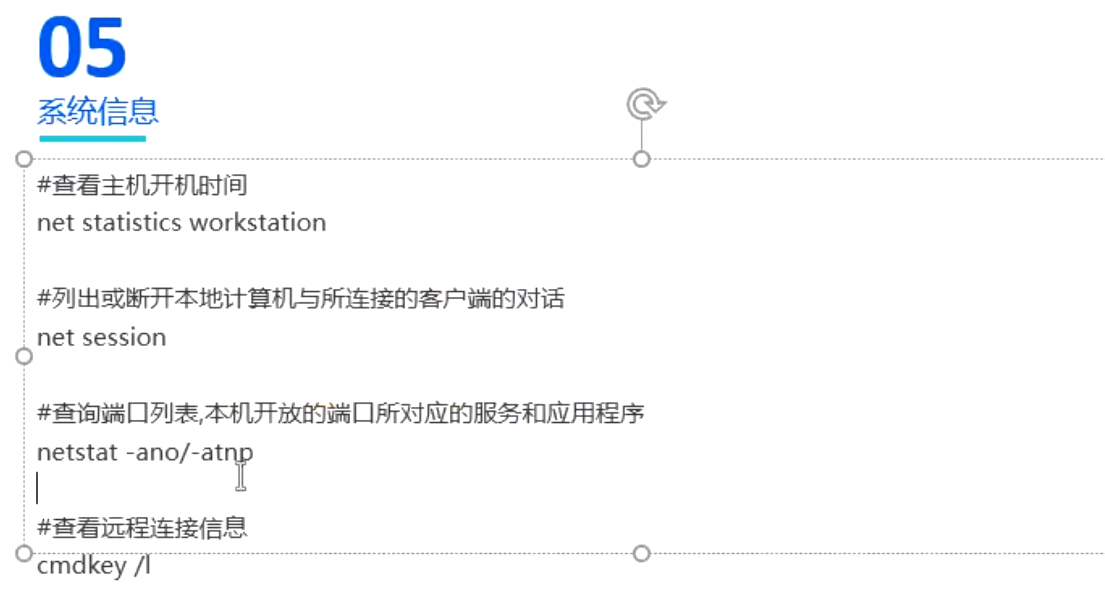 05
系统信息
#查看主机开机时间
net statistics workstation
#列出或断开本地计算机与所连接的客户端的对话
net session
#查询端口列表,本机开放的端口所对应的服务和应用程序
netstat -ano/-atnp
#查看远程连接信息
cmdkey /l